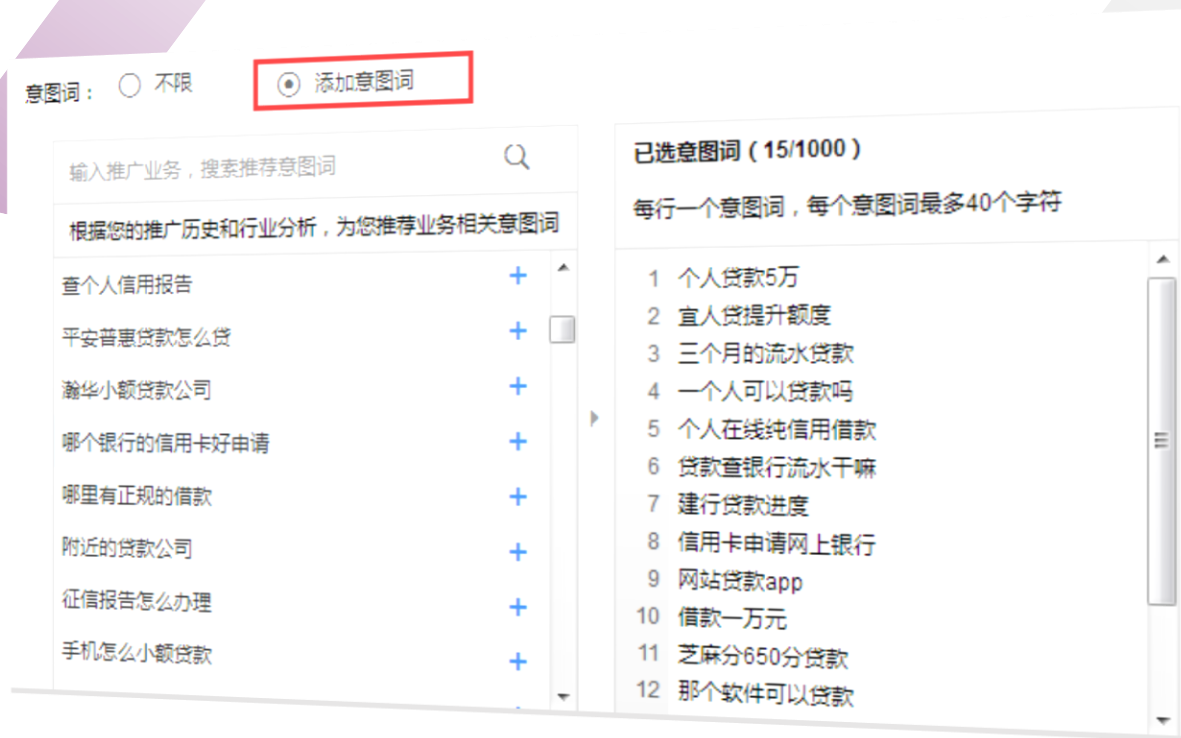 意图词： 不限 添加意图词
输入推广业务，搜索推荐意图词
根据您的推广历史和行业分析，为您推荐业务相关意图词
查个人信用报告
平安普惠贷款怎么贷
瀚华小额贷款公司
哪个银行的信用卡好申请
哪里有正规的借款
附近的贷款公司
征信报告怎么办理
手机怎么小额贷款
已选意图词（15/1000）
每行一个意图词，每个意图词最多40个字符
1 个人贷款5万
2 宜人贷提升额度
3 三个月的流水贷款
4 一个人可以贷款吗
5 个人在线纯信用借款
6 贷款查银行流水干嘛
7 建行贷款进度
8 信用卡申请网上银行
9 网站贷款app
10 借款一万元
11 芝麻分650分贷款
12 那个软件可以贷款